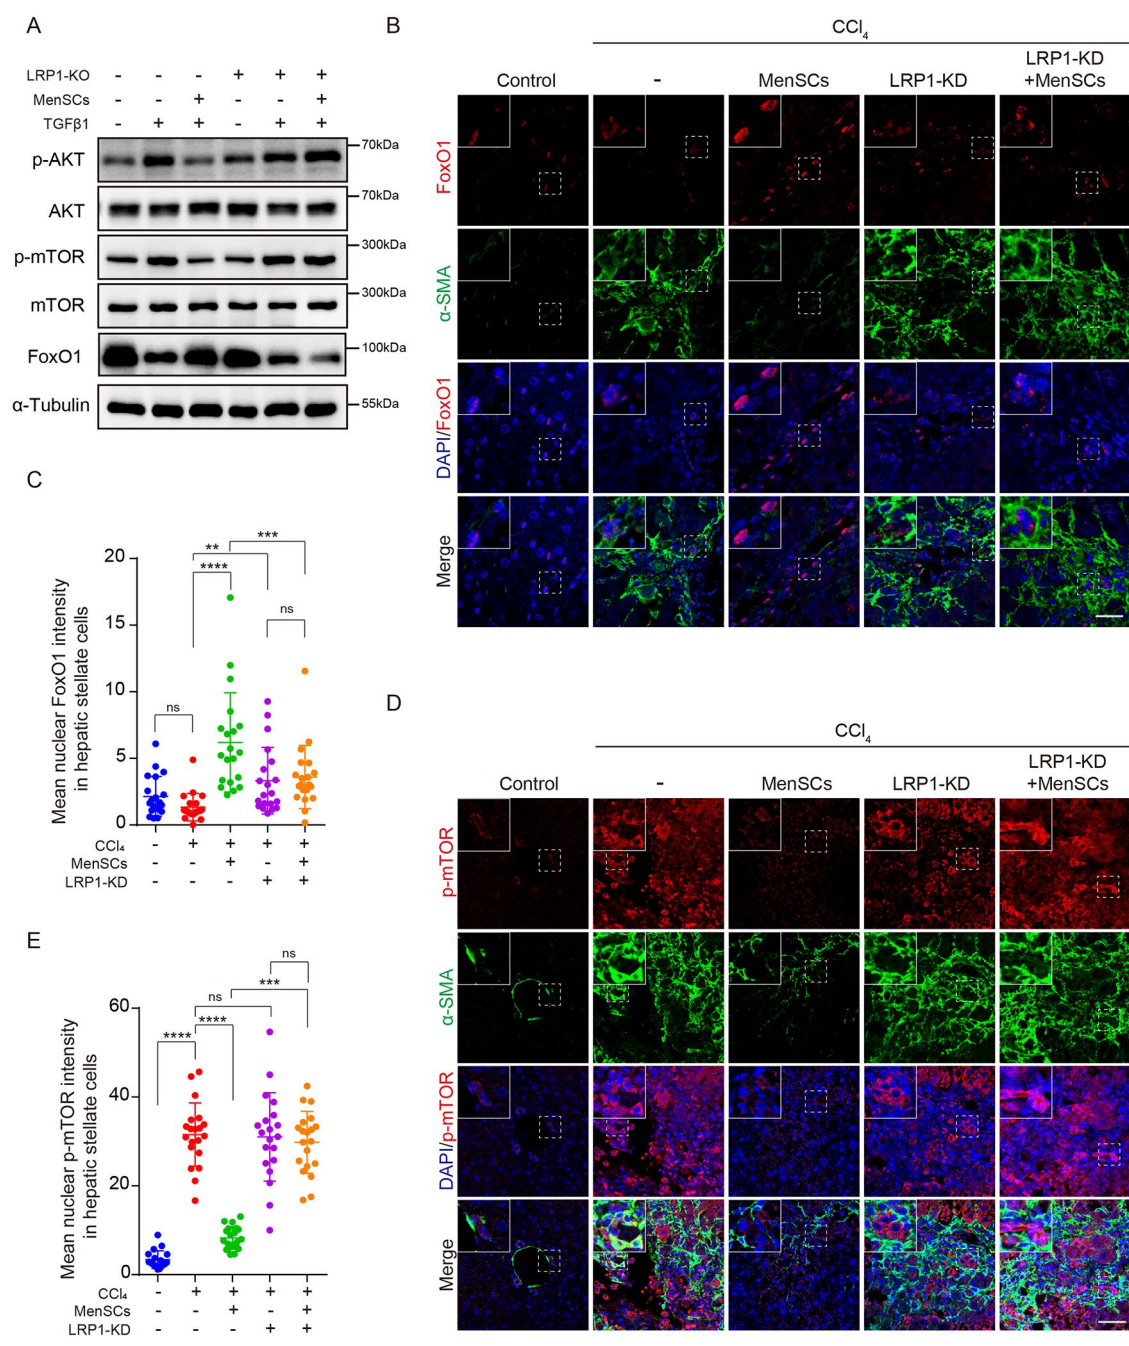 A
LRP1-KO - - - + + +
MenSCs - - + - - +
TGFβ1 - + + - + +
p-AKT 70kDa
AKT 70kDa
p-mTOR 300kDa
mTOR 300kDa
FoxO1 100kDa
α-Tubulin 55kDa
B
CCl4
Control - MenSCs LRP1-KD LRP1-KD +MenSCs
FoxO1
α-SMA
DAPI/FoxO1
Merge
C
Mean nuclear FoxO1 intensity
in hepatic stellate cells
20
15
10
5
0
ns
****
**
***
ns
CCl4 - + + + +
MenSCs - - + - +
LRP1-KD - - - + +
D
CCl4
Control - MenSCs LRP1-KD LRP1-KD +MenSCs
p-mTOR
α-SMA
DAPI/p-mTOR
Merge
E
Mean nuclear p-mTOR intensity
in hepatic stellate cells
60
40
20
0
****
****
ns
***
ns
CCl4 - + + + +
MenSCs - - + - +
LRP1-KD - - - + +